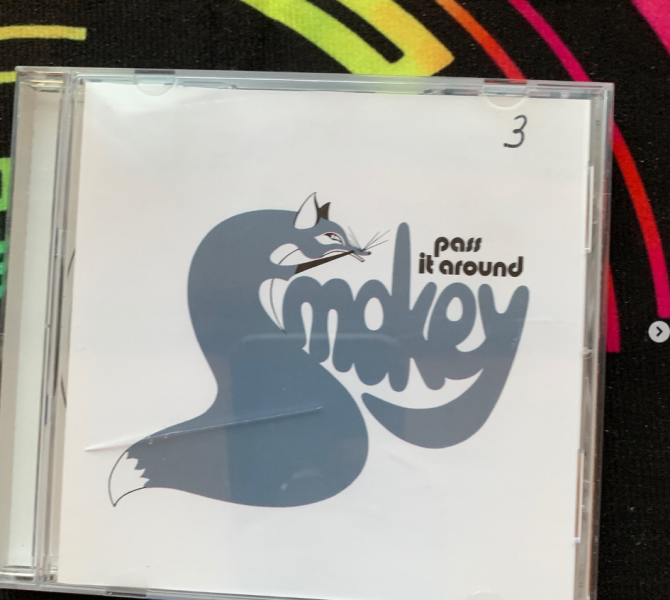 3
pass
it around
Smokey